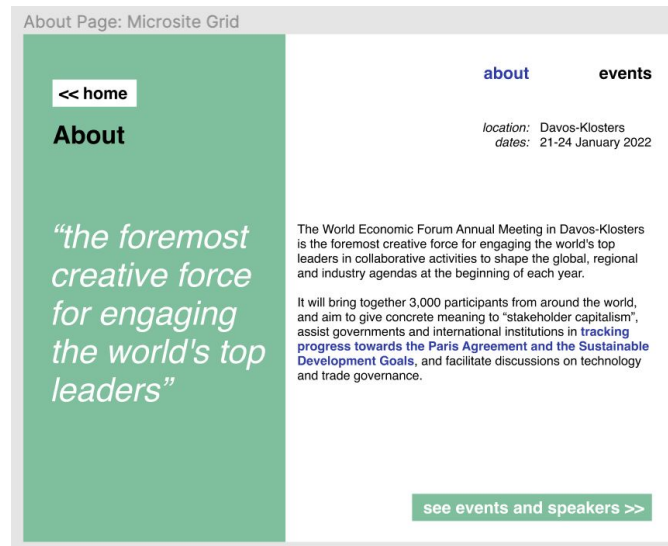 About Page: Microsite Grid
<< home
About
“the foremost
creative force
for engaging
the world's top
leaders”
about events
location: Davos-Klosters
dates: 21-24 January 2022
The World Economic Forum Annual Meeting in Davos-Klosters
is the foremost creative force for engaging the world's top
leaders in collaborative activities to shape the global, regional
and industry agendas at the beginning of each year.
It will bring together 3,000 participants from around the world,
and aim to give concrete meaning to “stakeholder capitalism”,
assist governments and international institutions in tracking
progress towards the Paris Agreement and the Sustainable
Development Goals, and facilitate discussions on technology
and trade governance.
see events and speakers >>